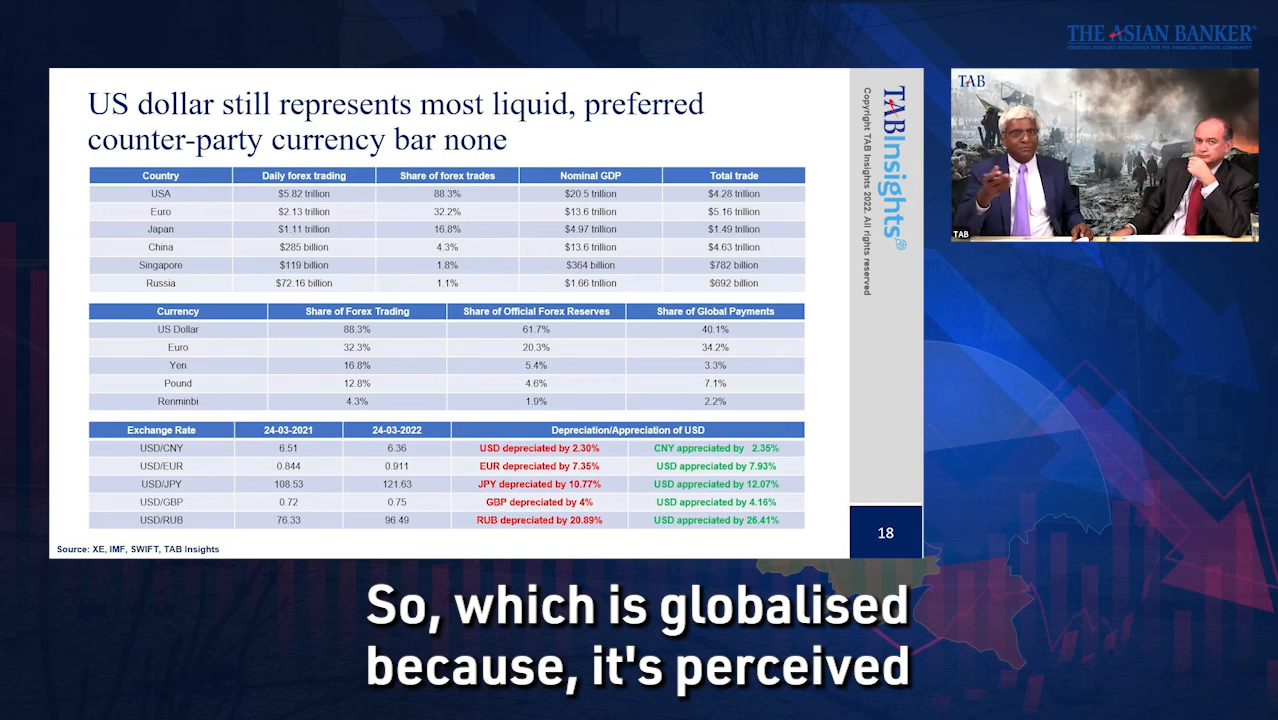 THE ASIAN BANKER
STRATEGIC BUSINESS INTELLIGENCE FOR THE FINANCIAL SERVICES COMMUNITY
US dollar still represents most liquid, preferred
counter-party currency bar none
Country Daily forex trading Share of forex trades Nominal GDP Total trade
USA $5.82 trillion 88.3% $20.5 trillion $4.28 trillion
Euro $2.13 trillion 32.2% $13.6 trillion $5.16 trillion
Japan $1.11 trillion 16.8% $4.97 trillion $1.49 trillion
China $285 billion 4.3% $13.6 trillion $4.63 trillion
Singapore $119 billion 1.8% $364 billion $782 billion
Russia $72.16 billion 1.1% $1.66 trillion $692 billion
Currency Share of Forex Trading Share of Official Forex Reserves Share of Global Payments
US Dollar 88.3% 61.7% 40.1%
Euro 32.3% 20.3% 34.2%
Yen 16.8% 5.4% 3.3%
Pound 12.8% 4.6% 7.1%
Renminbi 4.3% 1.9% 2.2%
Exchange Rate 24-03-2021 24-03-2022 Depreciation/Appreciation of USD
USD/CNY 6.51 6.36 USD depreciated by 2.30% CNY appreciated by 2.35%
USD/EUR 0.844 0.911 EUR depreciated by 7.35% USD appreciated by 7.93%
USD/JPY 108.53 121.63 JPY depreciated by 10.77% USD appreciated by 12.07%
USD/GBP 0.72 0.75 GBP depreciated by 4% USD appreciated by 4.16%
USD/RUB 76.33 96.49 RUB depreciated by 20.89% USD appreciated by 26.41%
Source: XE, IMF, SWIFT, TAB Insights
TABInsights
Copyright TAB Insights 2022. All rights reserved
18
TAB
TAB
So, which is globalised
because, it's perceived